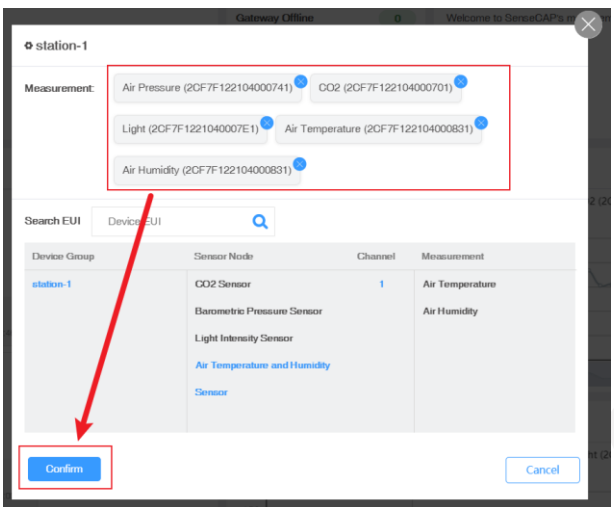 Gateway Offline 0 Welcome to SenseCAP's m
station-1
Measurement: Air Pressure (2CF7F122104000741) CO2 (2CF7F122104000701)
Light (2CF7F1221040007E1) Air Temperature (2CF7F122104000831)
Air Humidity (2CF7F122104000831)
Search EUI Device EUI
Device Group Sensor Node Channel Measurement
station-1 CO2 Sensor 1 Air Temperature
Barometric Pressure Sensor Air Humidity
Light Intensity Sensor
Air Temperature and Humidity
Sensor
Confirm Cancel